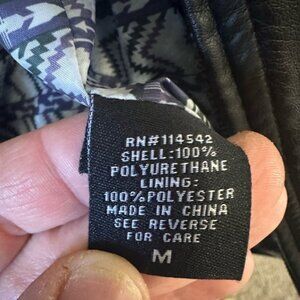 RN#114542
SHELL:100%
POLYURETHANE
LINING:
100%POLYESTER
MADE IN CHINA
SEE REVERSE
FOR CARE
M